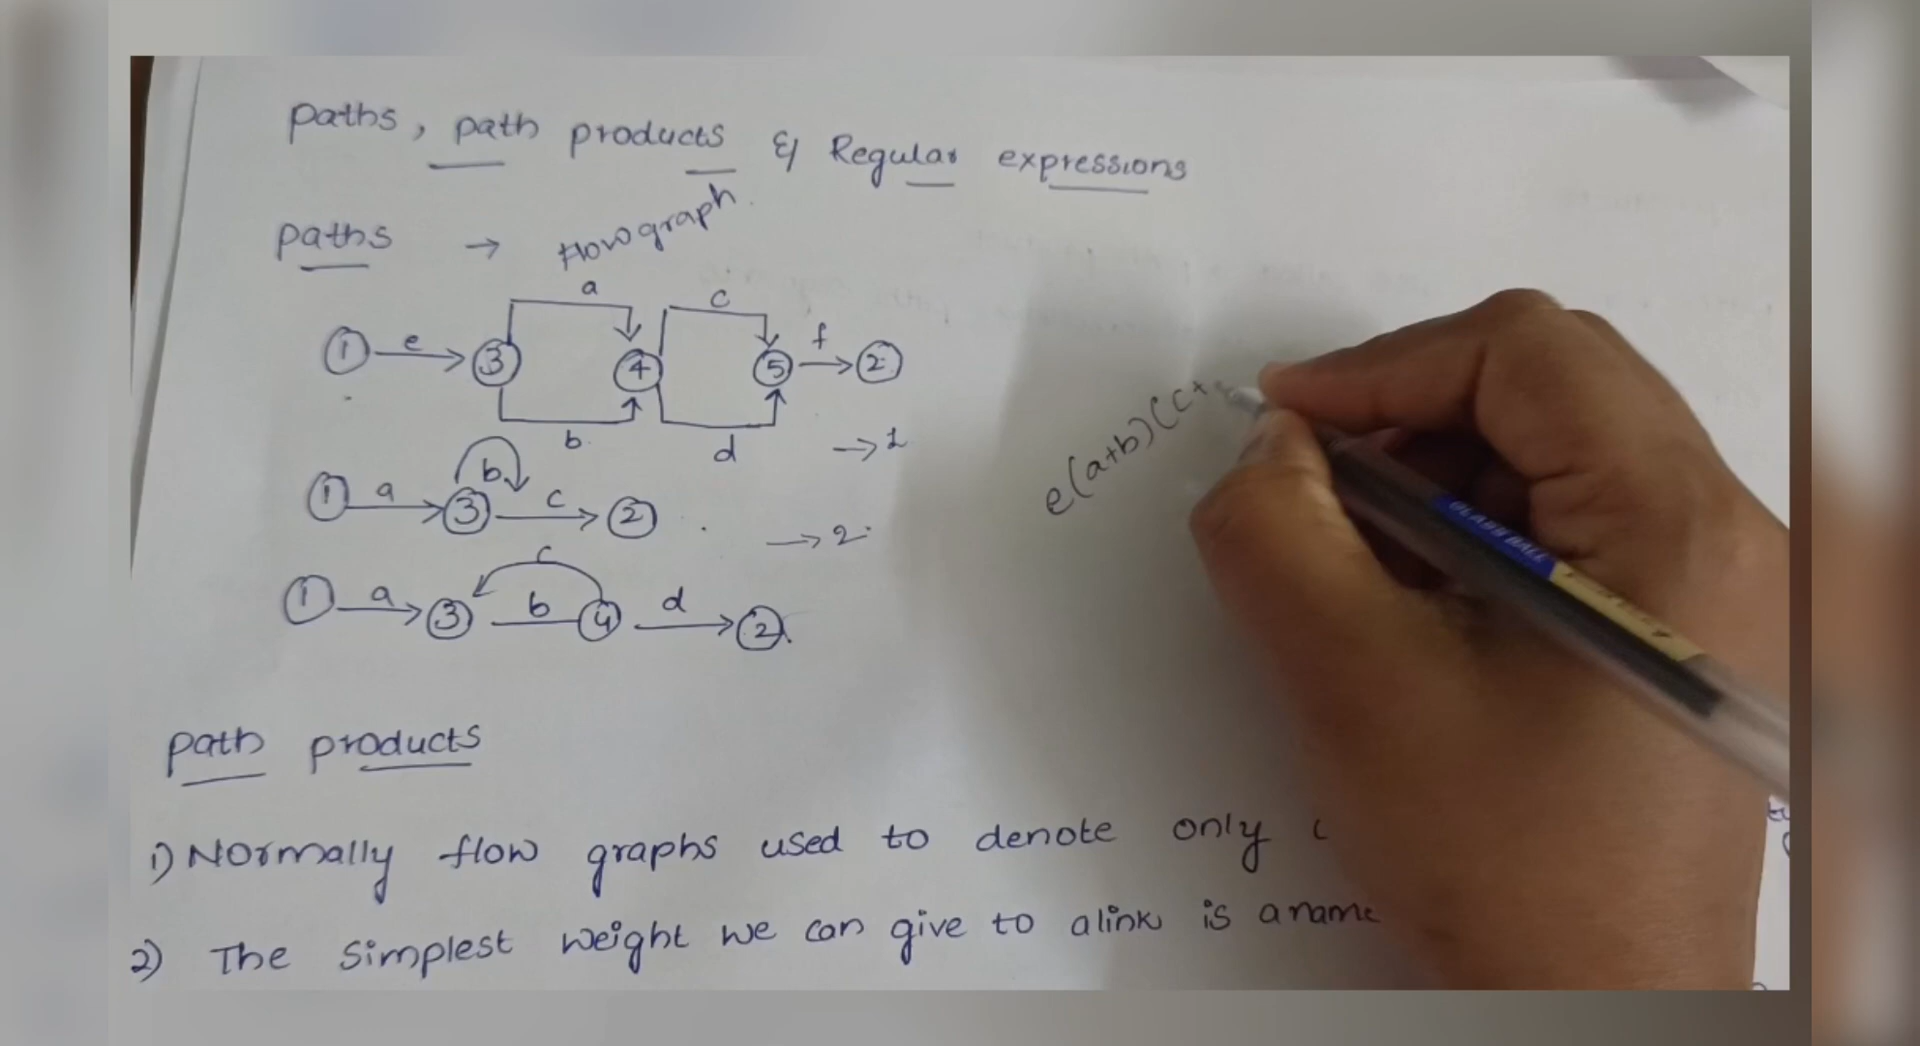 paths, path products & Regular expressions
paths → flowgraph.
a c
1 e 3 4 5 f 2
b d → 1
e(a+b)(c+
b
1 a 3 c 2 → 2
c
1 a 3 b 4 d 2
path products
1) Normally flow graphs used to denote only
2) The simplest weight we can give to a link is a name
BALL